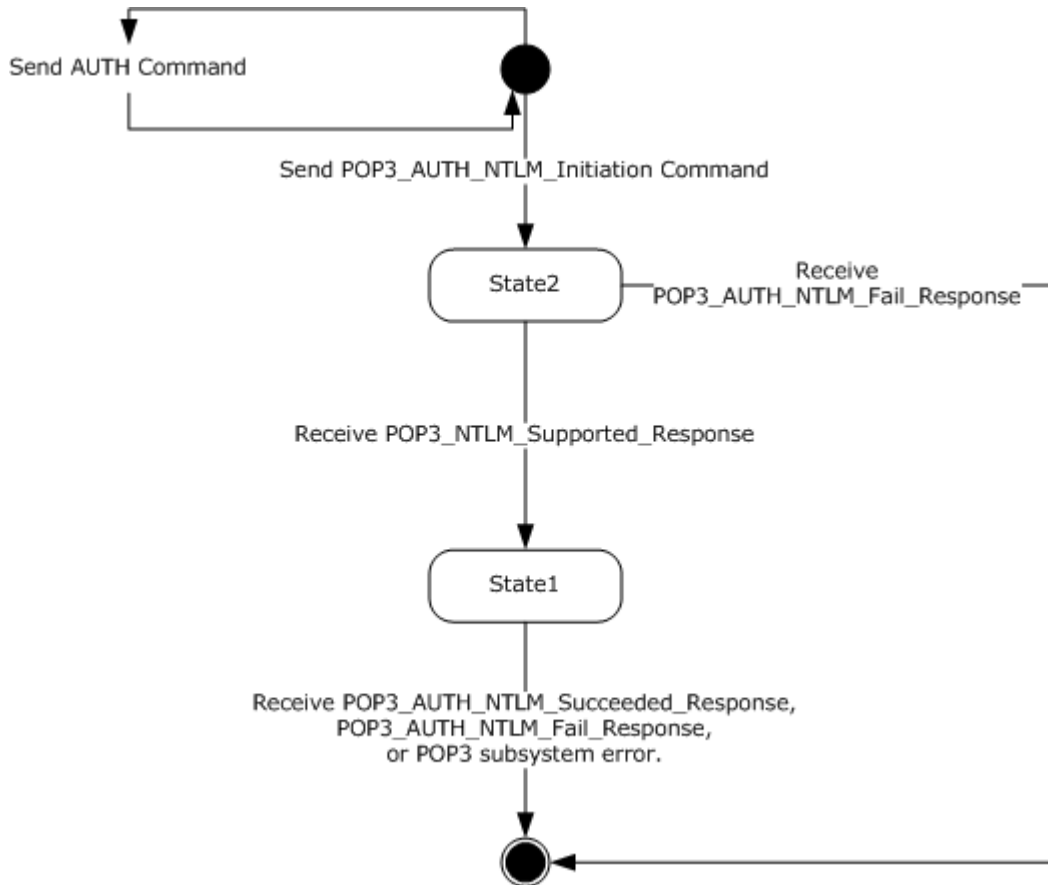 Send AUTH Command
Send POP3_AUTH_NTLM_Initiation Command
State2
Receive
POP3_AUTH_NTLM_Fail_Response
Receive POP3_NTLM_Supported_Response
State1
Receive POP3_AUTH_NTLM_Succeeded_Response,
POP3_AUTH_NTLM_Fail_Response,
or POP3 subsystem error.